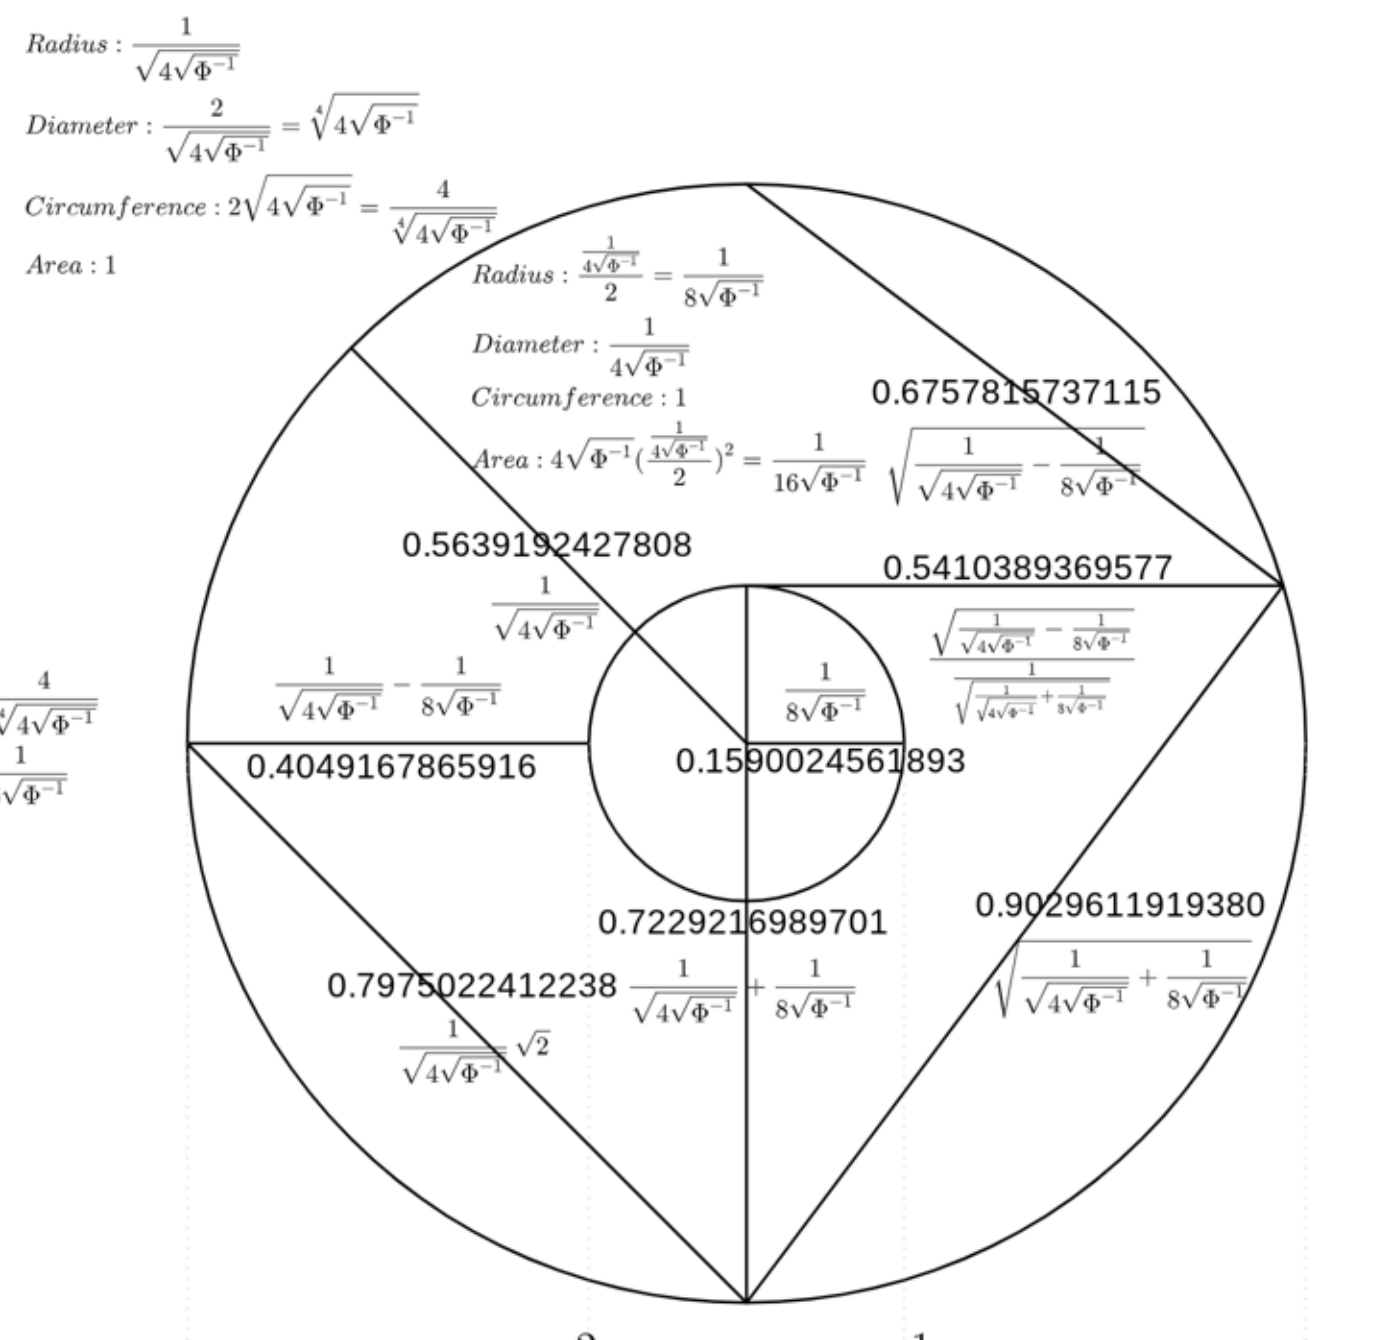 Radius : 1/√(4√(Φ⁻¹))
Diameter : 2/√(4√(Φ⁻¹)) = ∜(4√(Φ⁻¹))
Circumference : 2√(4√(Φ⁻¹)) = 4/∜(4√(Φ⁻¹))
Area : 1
Radius : (1/(4√(Φ⁻¹)))/2 = 1/(8√(Φ⁻¹))
Diameter : 1/(4√(Φ⁻¹))
Circumference : 1
Area : 4√(Φ⁻¹)((1/(4√(Φ⁻¹)))/2)² = 1/(16√(Φ⁻¹))
0.6757815737115
√(1/√(4√(Φ⁻¹)) − 1/(8√(Φ⁻¹)))
0.5639192427808
1/√(4√(Φ⁻¹))
0.5410389369577
√(1/√(4√(Φ⁻¹)) − 1/(8√(Φ⁻¹)))/(1/√(1/√(4√(Φ⁻¹)) + 1/(8√(Φ⁻¹))))
1/√(4√(Φ⁻¹)) − 1/(8√(Φ⁻¹))
0.4049167865916
1/(8√(Φ⁻¹))
0.1590024561893
4/∜(4√(Φ⁻¹))
0.7229216989701
1/√(4√(Φ⁻¹)) + 1/(8√(Φ⁻¹))
0.9029611919380
√(1/√(4√(Φ⁻¹)) + 1/(8√(Φ⁻¹)))
0.7975022412238
1/√(4√(Φ⁻¹)) √2